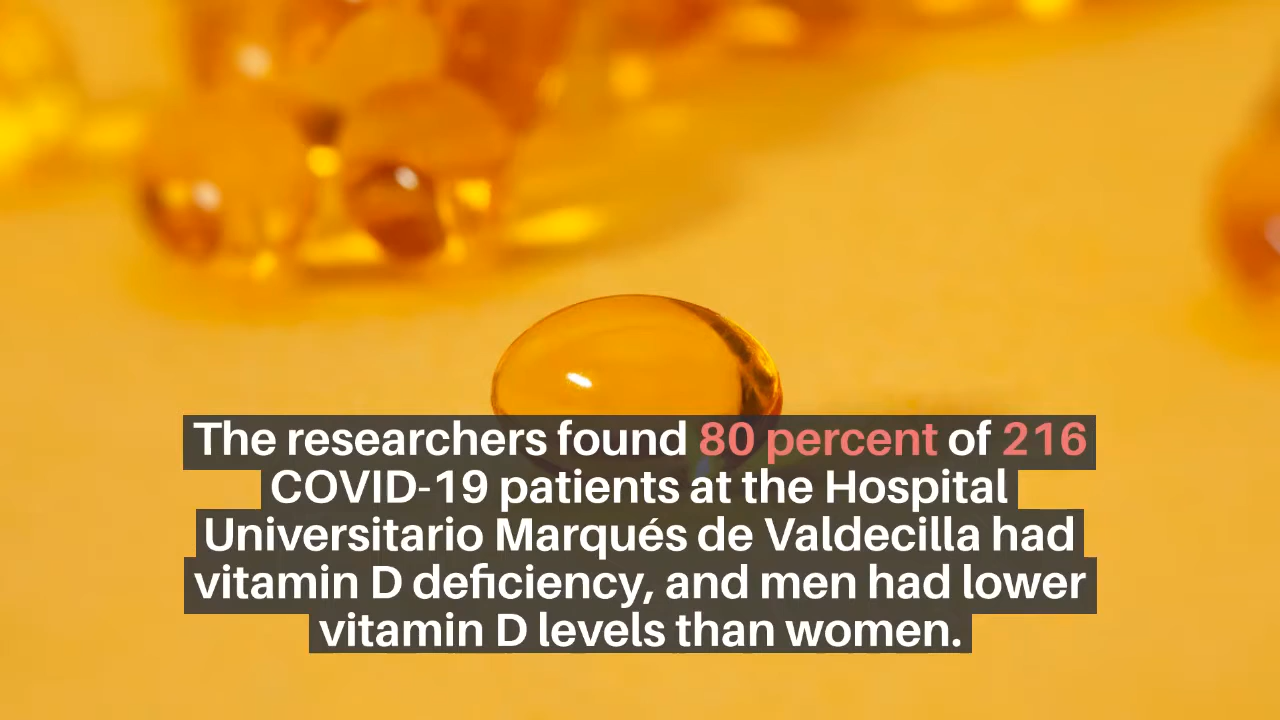 The researchers found 80 percent of 216
COVID-19 patients at the Hospital
Universitario Marqués de Valdecilla had
vitamin D deficiency, and men had lower
vitamin D levels than women.